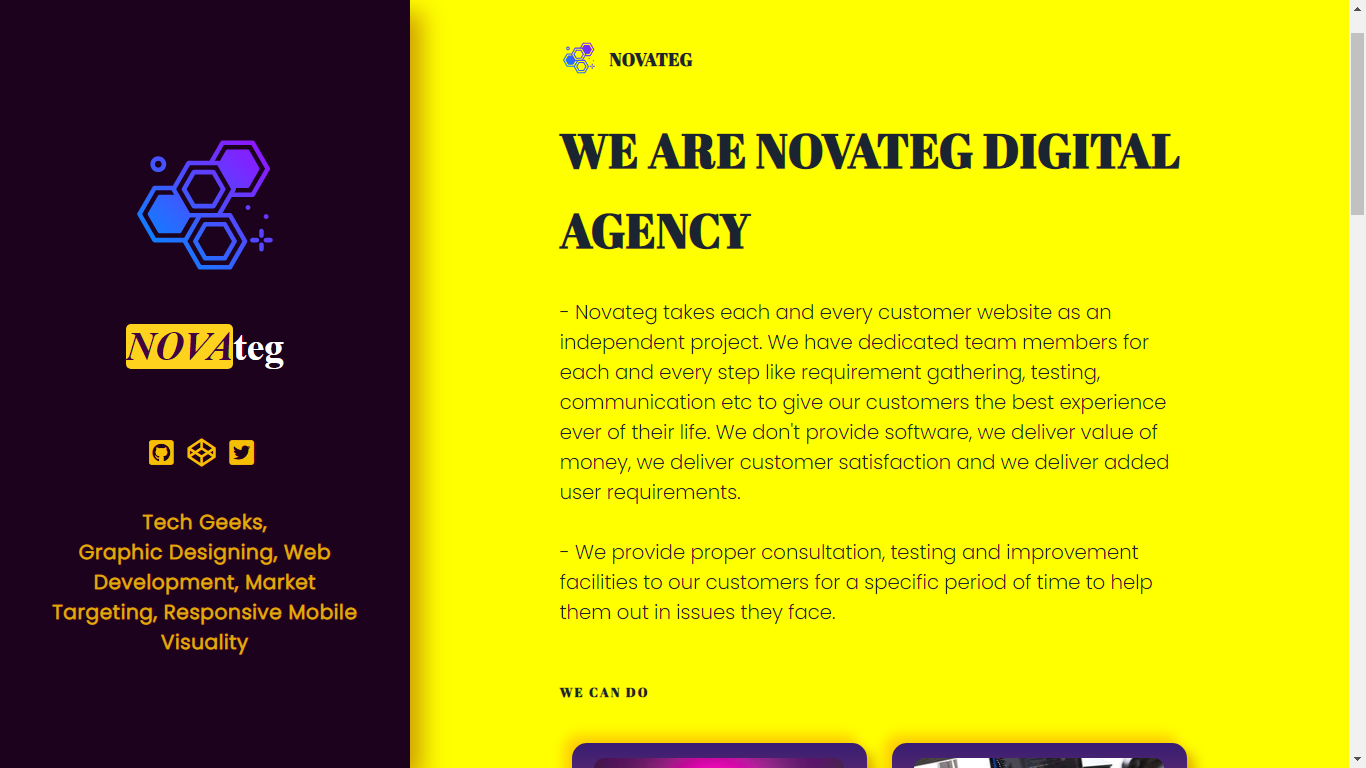 NOVAteg
Tech Geeks,
Graphic Designing, Web
Development, Market
Targeting, Responsive Mobile
Visuality
NOVATEG
WE ARE NOVATEG DIGITAL
AGENCY
- Novateg takes each and every customer website as an
independent project. We have dedicated team members for
each and every step like requirement gathering, testing,
communication etc to give our customers the best experience
ever of their life. We don't provide software, we deliver value of
money, we deliver customer satisfaction and we deliver added
user requirements.
- We provide proper consultation, testing and improvement
facilities to our customers for a specific period of time to help
them out in issues they face.
WE CAN DO